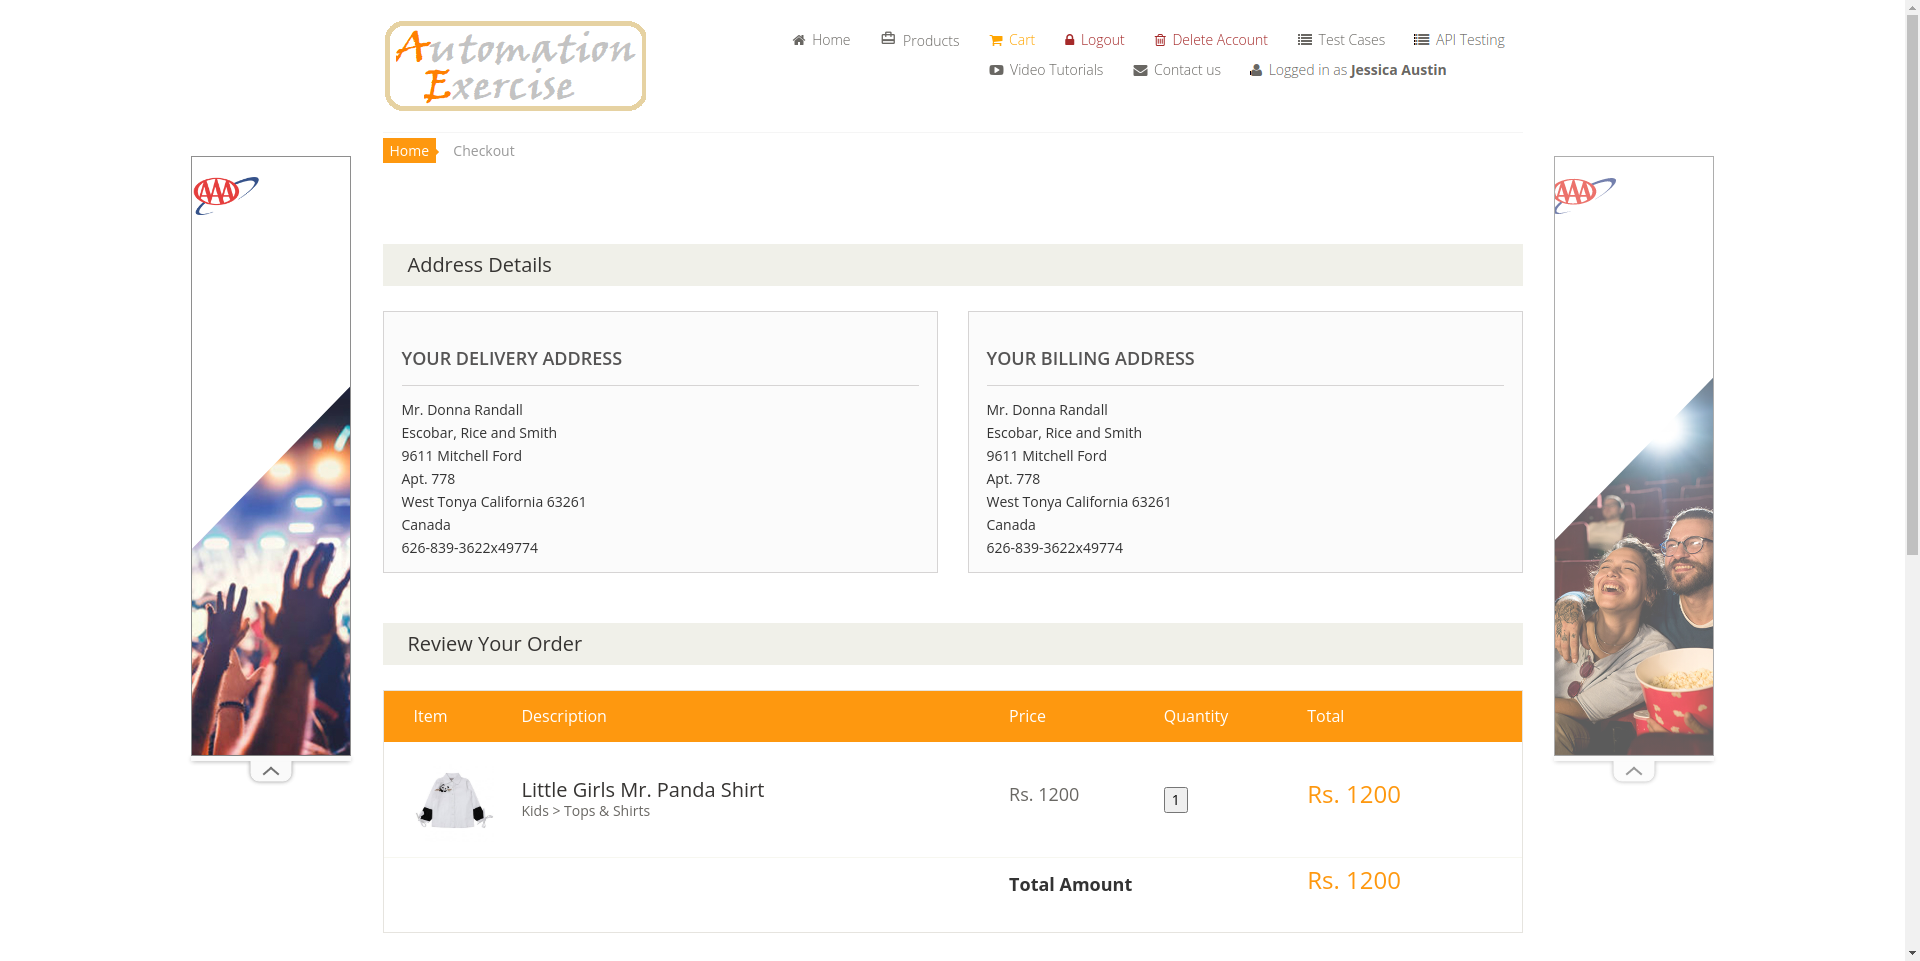 Automation
Exercise
Home
Products
Cart
Logout
Delete Account
Test Cases
API Testing
Video Tutorials
Contact us
Logged in as Jessica Austin
Home
Checkout
AAA
AAA
Address Details
YOUR DELIVERY ADDRESS
Mr. Donna Randall
Escobar, Rice and Smith
9611 Mitchell Ford
Apt. 778
West Tonya California 63261
Canada
626-839-3622x49774
YOUR BILLING ADDRESS
Mr. Donna Randall
Escobar, Rice and Smith
9611 Mitchell Ford
Apt. 778
West Tonya California 63261
Canada
626-839-3622x49774
Review Your Order
Item Description Price Quantity Total
Little Girls Mr. Panda Shirt
Kids > Tops & Shirts
Rs. 1200
1
Rs. 1200
Total Amount
Rs. 1200